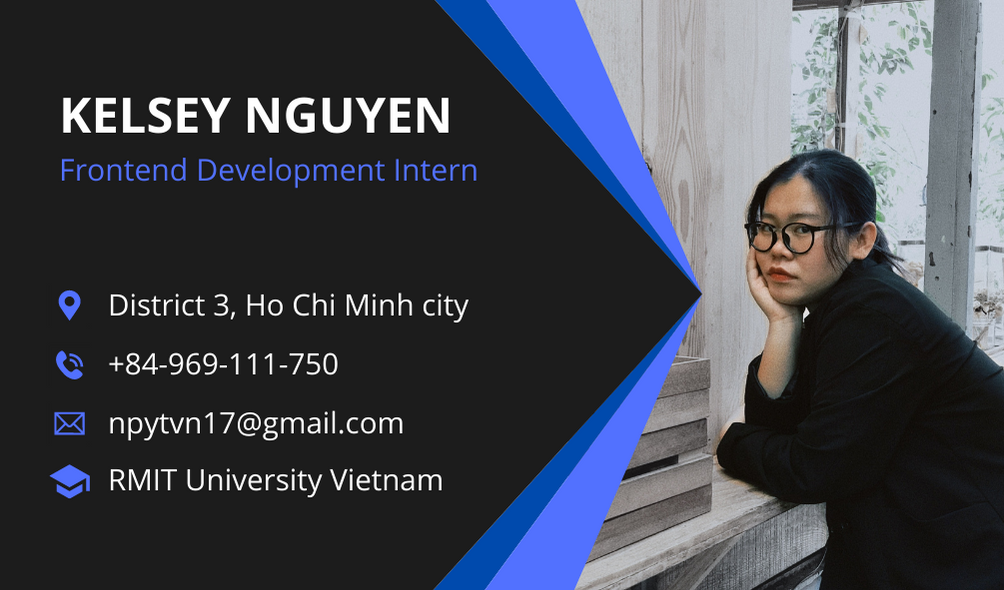 KELSEY NGUYEN
Frontend Development Intern
District 3, Ho Chi Minh city
+84-969-111-750
npytvn17@gmail.com
RMIT University Vietnam